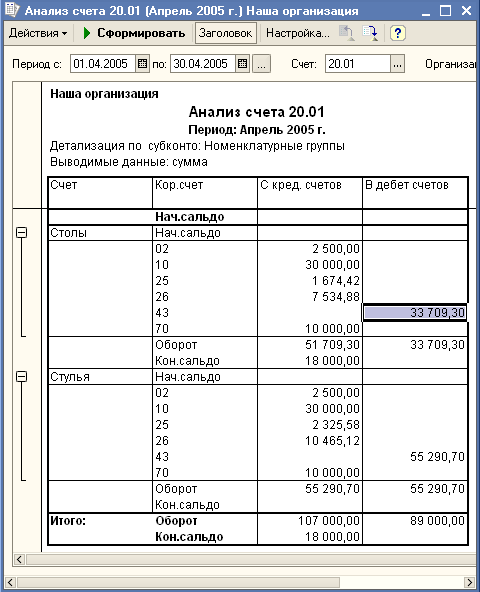 Анализ счета 20.01 (Апрель 2005 г.) Наша организация
Действия Сформировать Заголовок Настройка... ?
Период с: 01.04.2005 по: 30.04.2005 ... Счет: 20.01 ... Организа
Наша организация
Анализ счета 20.01
Период: Апрель 2005 г.
Детализация по субконто: Номенклатурные группы
Выводимые данные: сумма
Счет Кор.счет С кред. счетов В дебет счетов
Нач.сальдо
Столы Нач.сальдо
02 2 500,00
10 30 000,00
25 1 674,42
26 7 534,88
43 33 709,30
70 10 000,00
Оборот 51 709,30 33 709,30
Кон.сальдо 18 000,00
Стулья Нач.сальдо
02 2 500,00
10 30 000,00
25 2 325,58
26 10 465,12
43 55 290,70
70 10 000,00
Оборот 55 290,70 55 290,70
Кон.сальдо
Итого: Оборот 107 000,00 89 000,00
Кон.сальдо 18 000,00